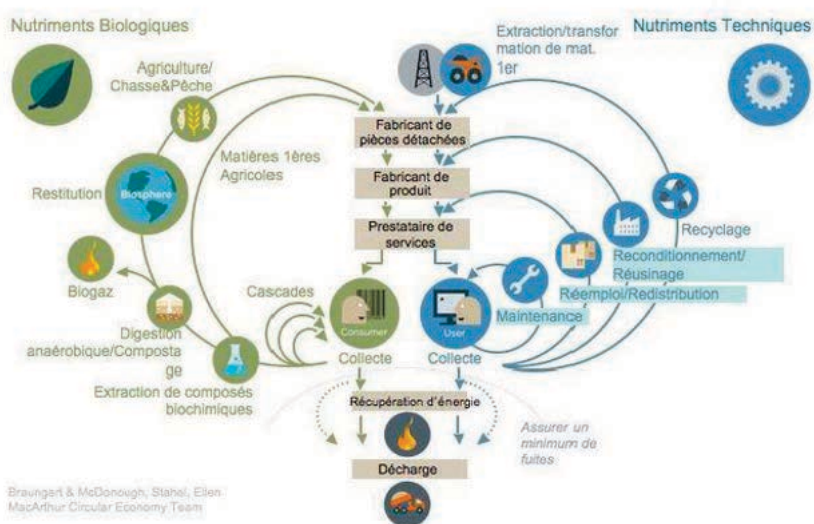 Nutriments Biologiques
Extraction/transfor
mation de mat.
1er
Nutriments Techniques
Agriculture/
Chasse&Pêche
Fabricant de
pièces détachées
Matières 1ères
Agricoles
Fabricant de
produit
Restitution
Biosphere
Prestataire de
services
Recyclage
Reconditionnement/
Réusinage
Biogaz
Cascades
Réemploi/Redistribution
Maintenance
Consumer
User
Digestion
anaérobique/Composta
ge
Collecte
Collecte
Extraction de composés
biochimiques
Récupération d'énergie
Assurer un
minimum de
fuites
Décharge
Braungart & McDonough, Stahel, Ellen
MacArthur Circular Economy Team